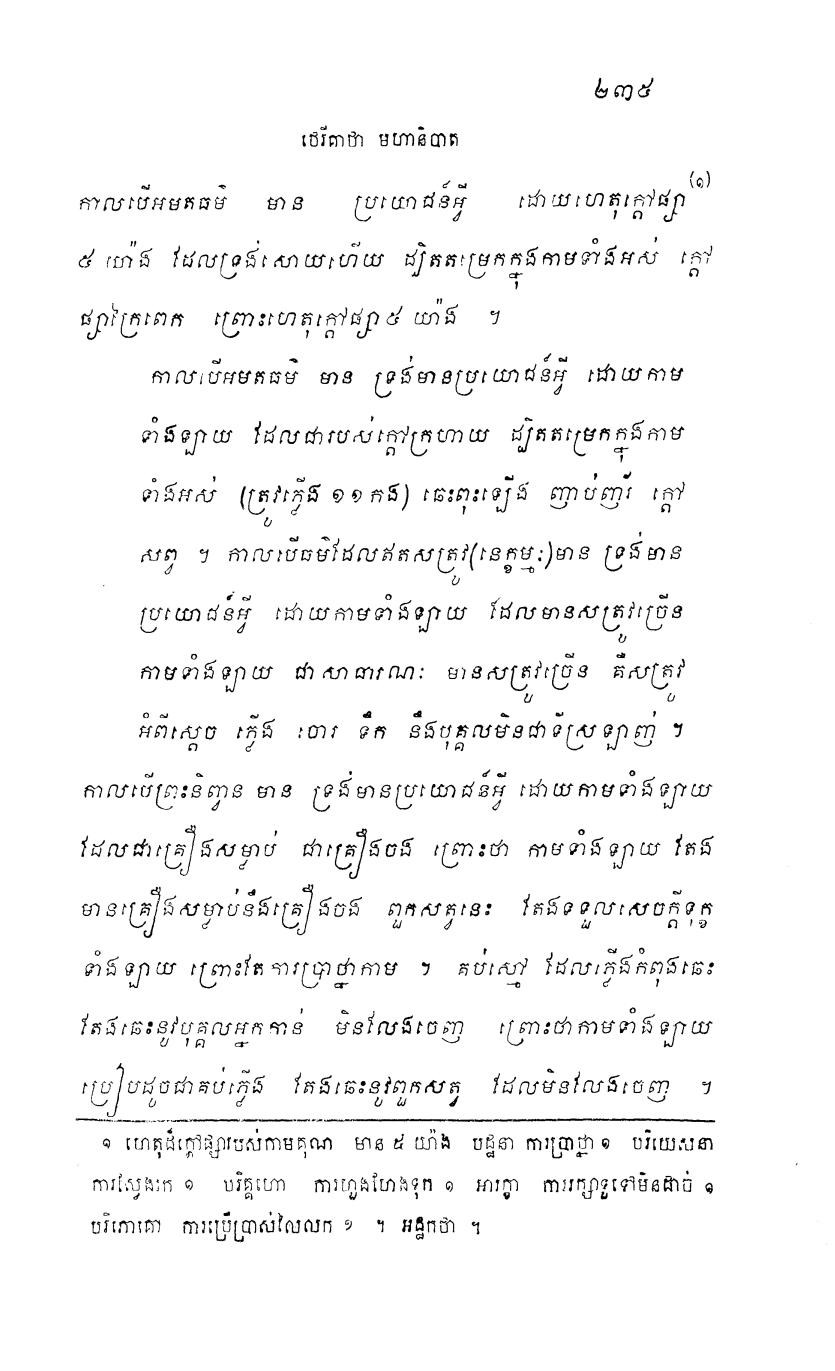 ២៣៥
ថេរីគាថា មហានិបាត
កាលបើអមតធម៌ មាន ប្រយោជន៍អ្វី ដោយហេតុក្តៅផ្សា(១)
៥ យ៉ាង ដែលទ្រង់សោយហើយ ដ្បិតតម្រេកក្នុងកាមទាំងអស់ ក្តៅ
ផ្សាក្រៃពេក ព្រោះហេតុក្តៅផ្សា ៥ យ៉ាង ។
កាលបើអមតធម៌ មាន ទ្រង់មានប្រយោជន៍អ្វី ដោយកាម
ទាំងឡាយ ដែលជារបស់ក្តៅក្រហាយ ដ្បិតតម្រេកក្នុងកាម
ទាំងអស់ (ត្រូវភ្លើង ១១ កង) ឆេះពុះឡើង ញាប់ញ័រ ក្តៅ
សព្វ ។ កាលបើធម៌ដែលឥតសត្រូវ(នេក្ខម្មៈ)មាន ទ្រង់មាន
ប្រយោជន៍អ្វី ដោយកាមទាំងឡាយ ដែលមានសត្រូវច្រើន
កាមទាំងឡាយ ជាសាធារណៈ មានសត្រូវច្រើន គឺសត្រូវ
អំពីស្តេច ភ្លើង ចោរ ទឹក នឹងបុគ្គលមិនជាទីស្រឡាញ់ ។
កាលបើព្រះនិព្វាន មាន ទ្រង់មានប្រយោជន៍អ្វី ដោយកាមទាំងឡាយ
ដែលជាគ្រឿងសម្លាប់ ជាគ្រឿងចង ព្រោះថា កាមទាំងឡាយ តែង
មានគ្រឿងសម្លាប់នឹងគ្រឿងចង ពួកសត្វនេះ តែងទទួលសេចក្តីទុក្ខ
ទាំងឡាយ ព្រោះតែការប្រាថ្នាកាម ។ គប់ស្មៅ ដែលភ្លើងកំពុងឆេះ
តែងឆេះនូវបុគ្គលអ្នកកាន់ មិនលែងចេញ ព្រោះថាកាមទាំងឡាយ
ប្រៀបដូចជាគប់ភ្លើង តែងឆេះនូវពួកសត្វ ដែលមិនលែងចេញ ។
១ ហេតុដ៏ក្តៅផ្សារបស់កាមគុណ មាន ៥ យ៉ាង បដ្ឋនា ការប្រាថ្នា ១ បរិយេសនា
ការស្វែងរក ១ បរិគ្គហោ ការហួងហែងទុក ១ អារក្ខា ការរក្សាទុទៅមិនដាច់ ១
បរិភោគោ ការប្រើប្រាស់លៃលក ១ ។ អដ្ឋកថា ។